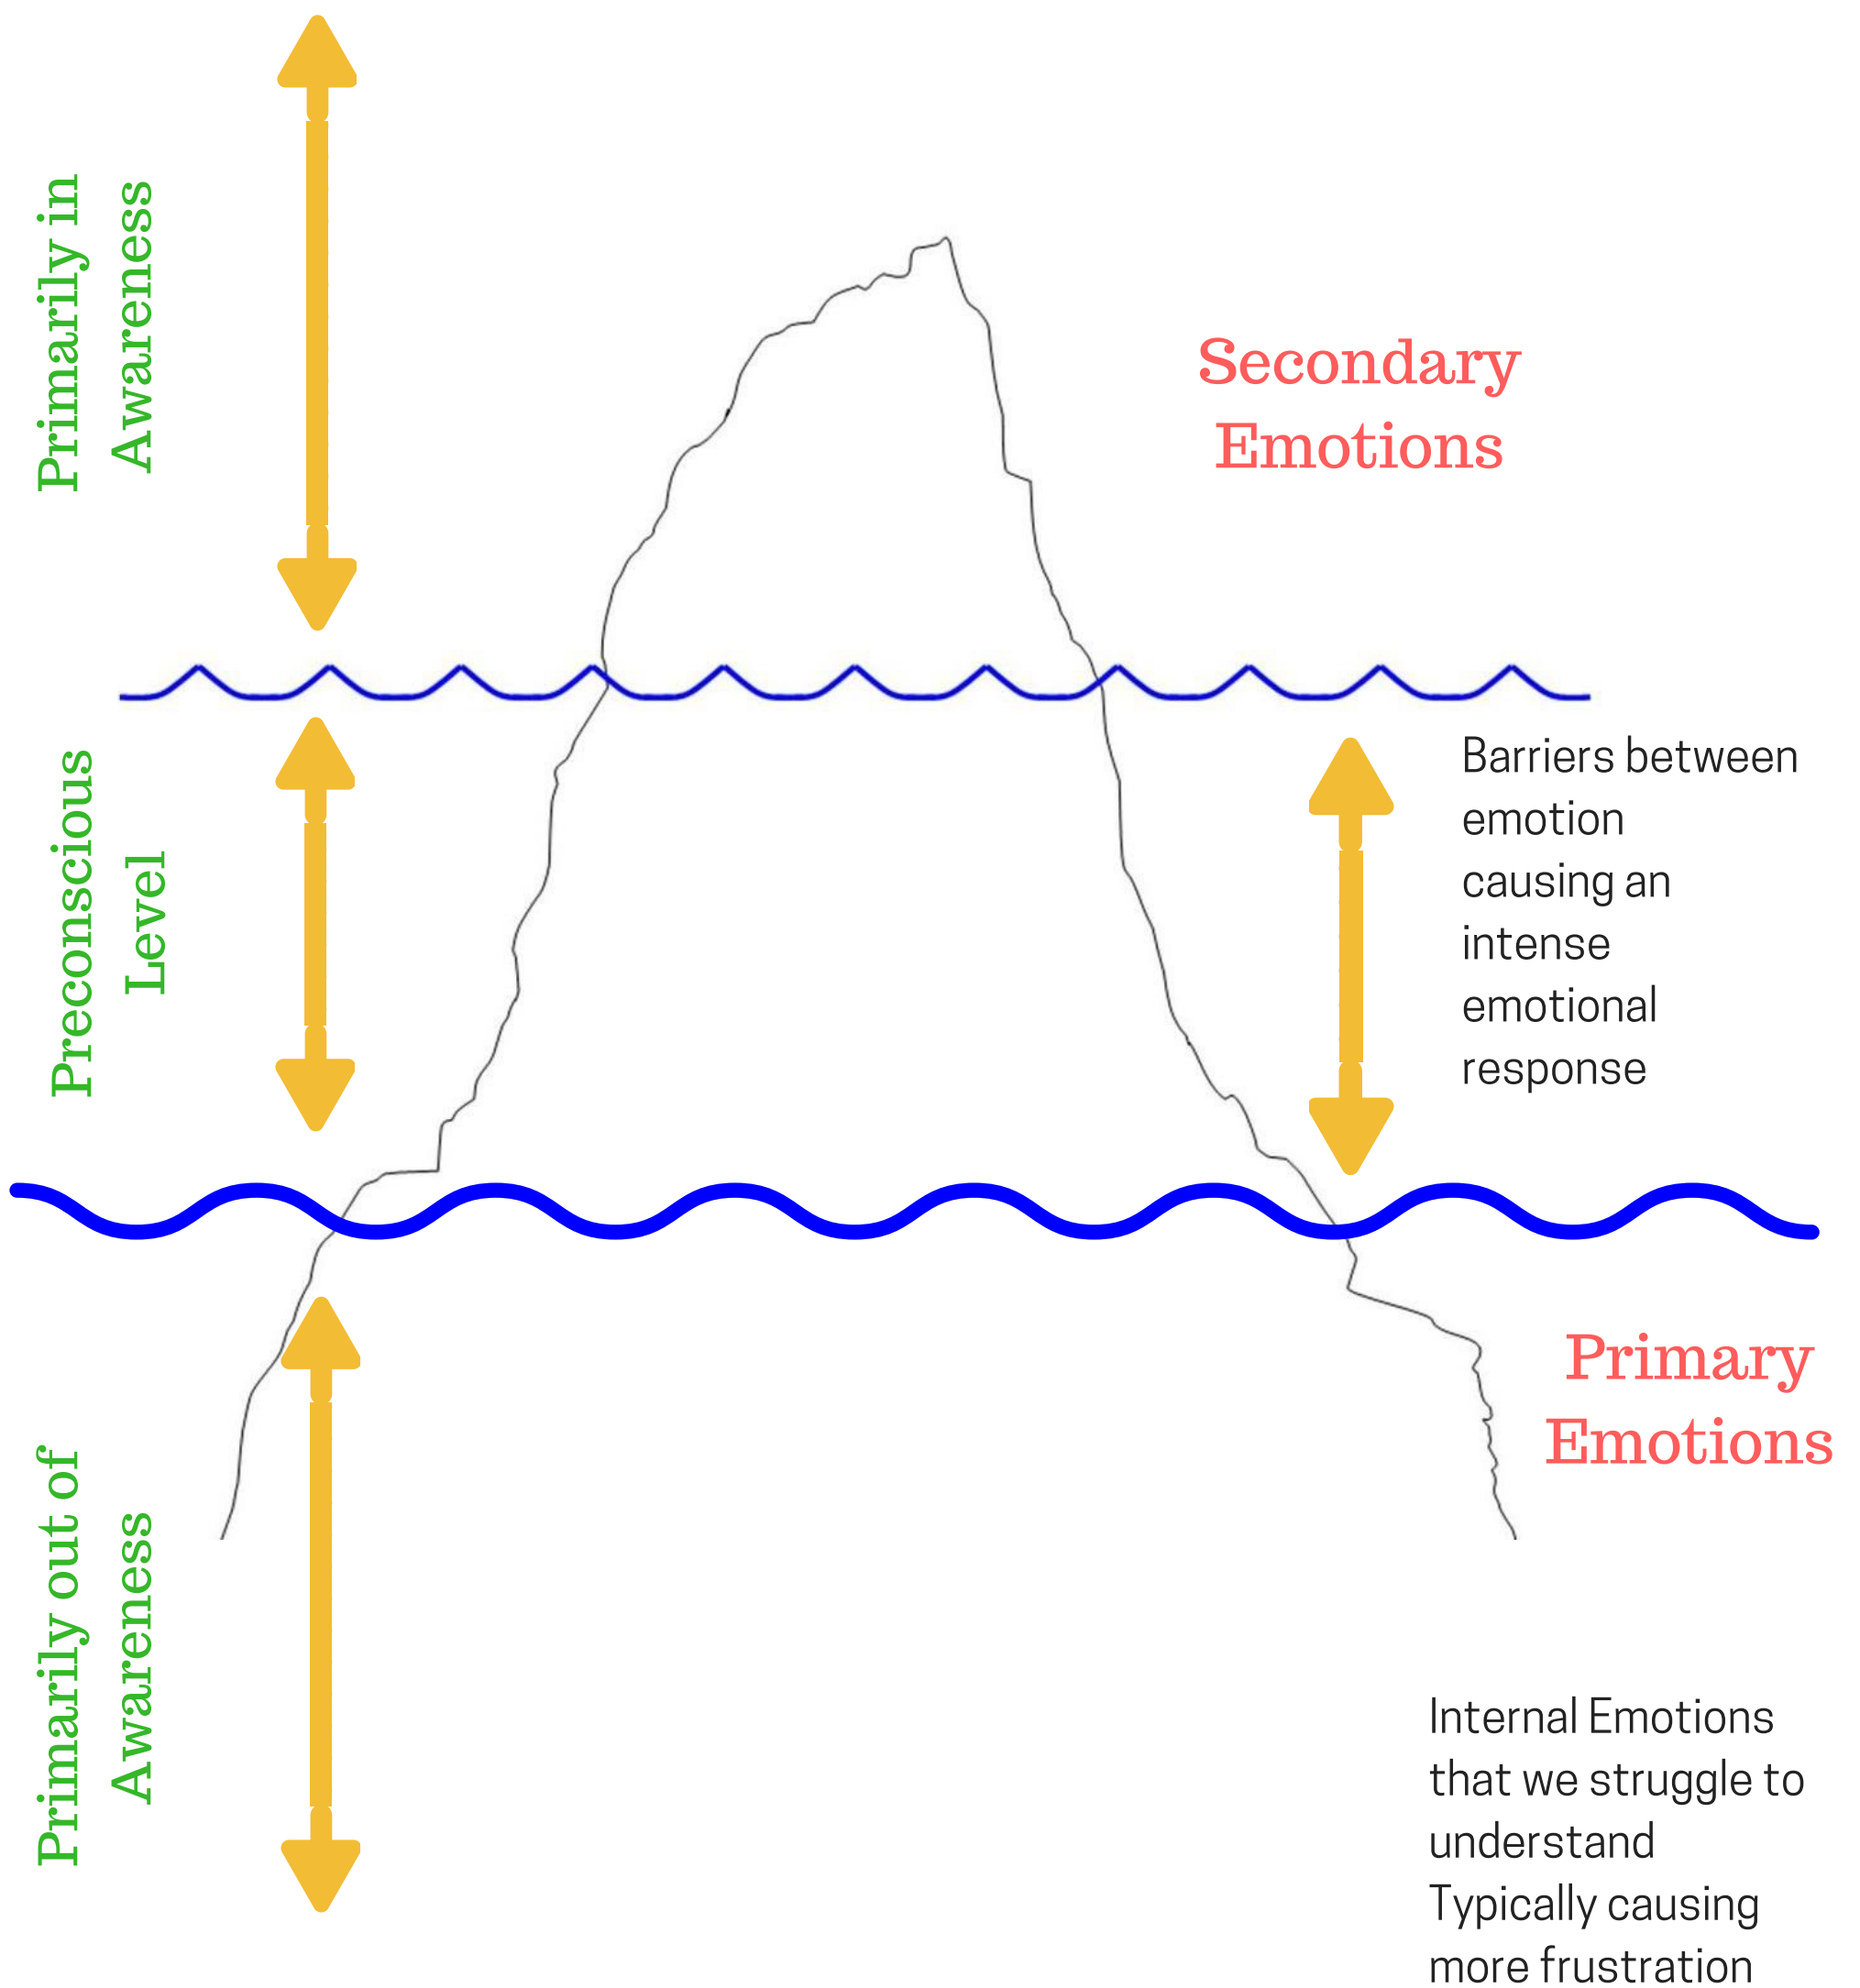 Primarily in
Awareness
Secondary
Emotions
Preconscious
Level
Barriers between
emotion
causing an
intense
emotional
response
Primary
Emotions
Primarily out of
Awareness
Internal Emotions
that we struggle to
understand
Typically causing
more frustration